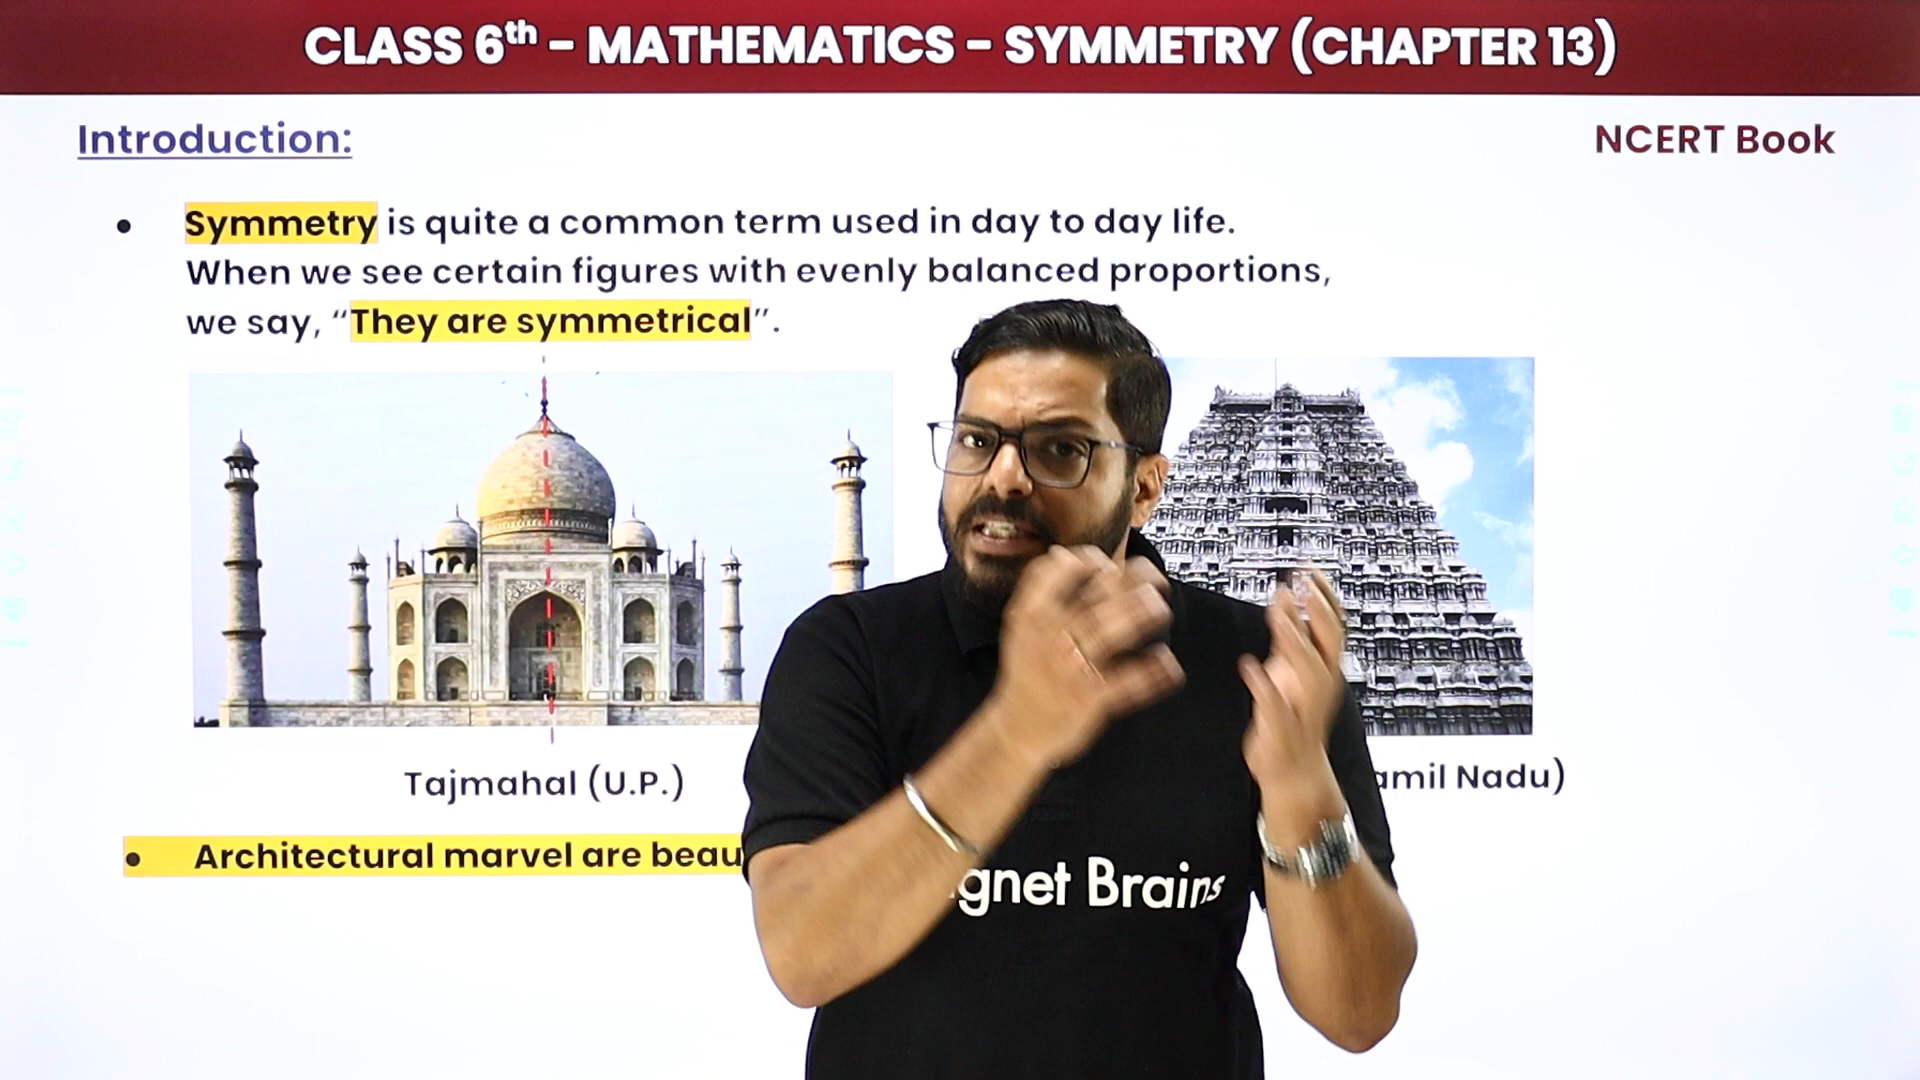 CLASS 6th - MATHEMATICS - SYMMETRY (CHAPTER 13)
Introduction:
NCERT Book
• Symmetry is quite a common term used in day to day life.
When we see certain figures with evenly balanced proportions,
we say, “They are symmetrical”.
Tajmahal (U.P.)
amil Nadu)
• Architectural marvel are beau
gnet Brains